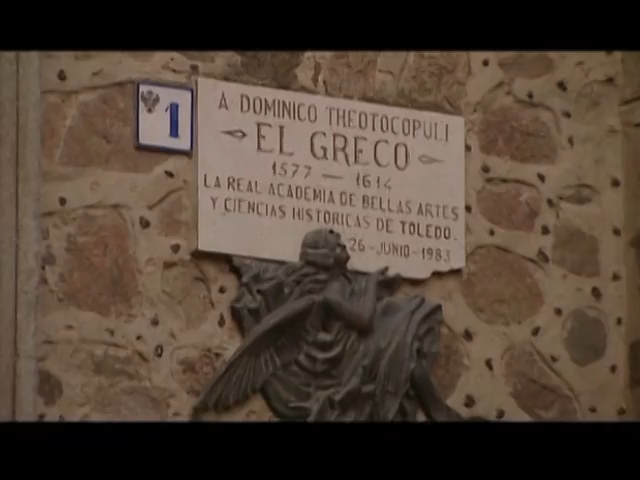 1
A DOMINICO THEOTOCOPULI
EL GRECO
1577 — 1614
LA REAL ACADEMIA DE BELLAS ARTES
Y CIENCIAS HISTORICAS DE TOLEDO.
26-JUNIO-1983